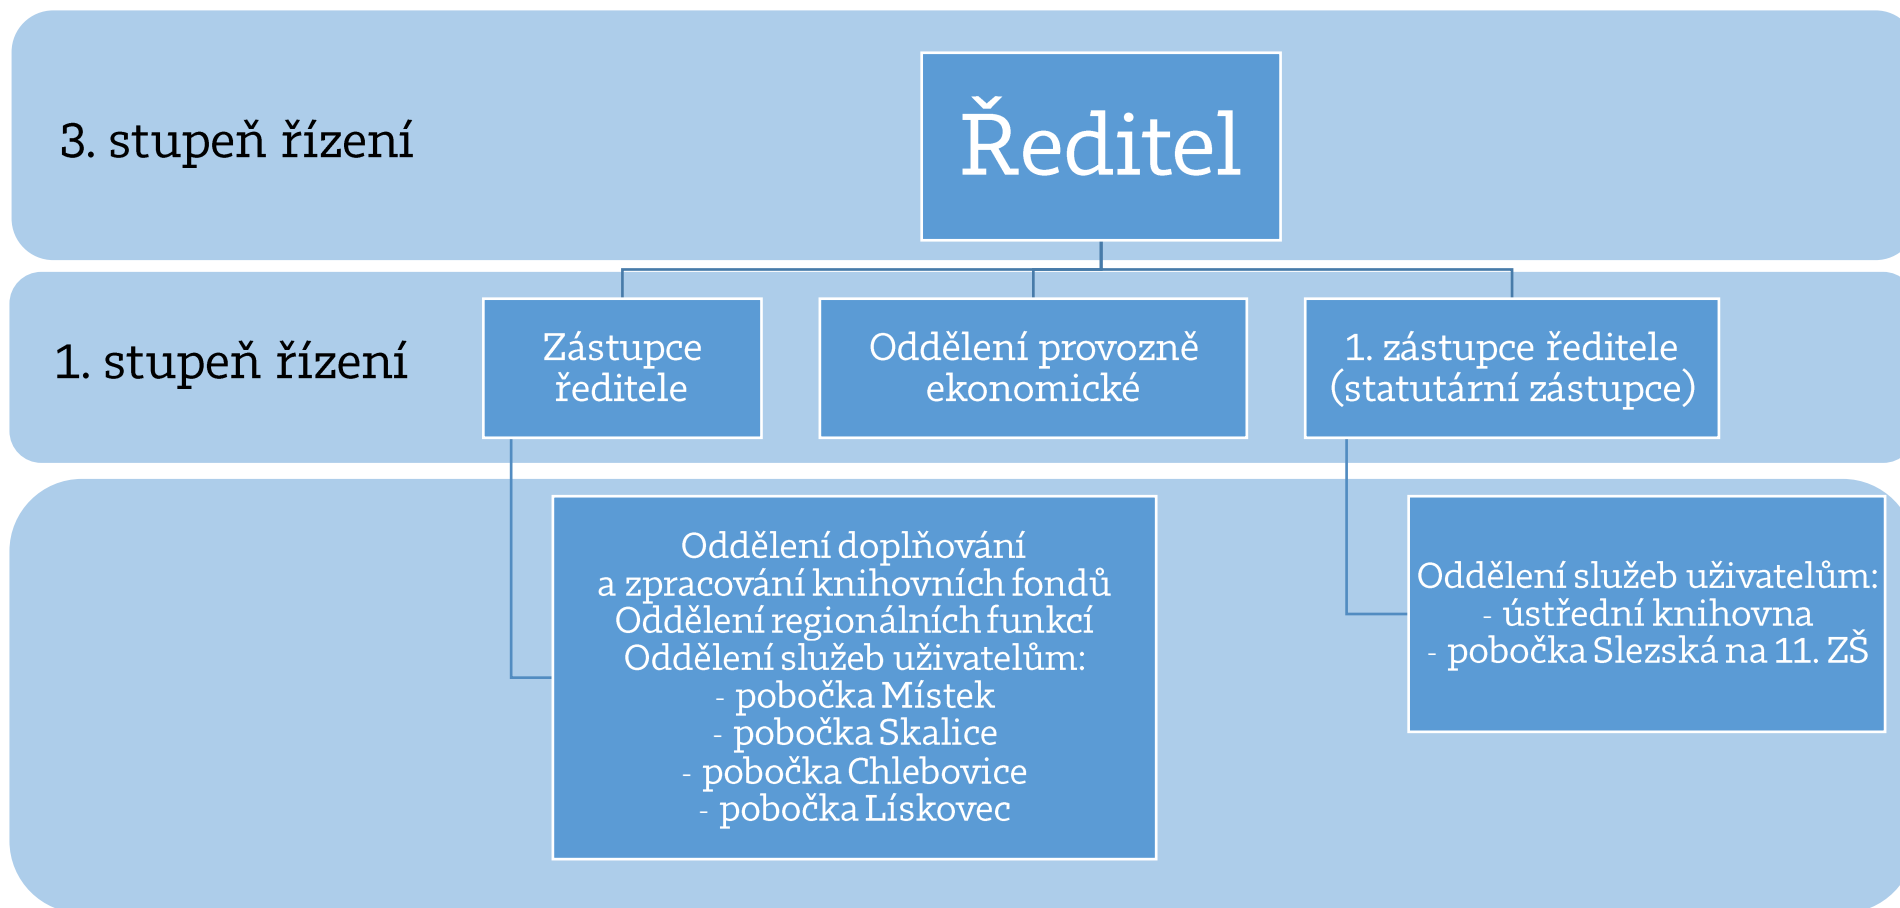 3. stupeň řízení
Ředitel
1. stupeň řízení
Zástupce
ředitele
Oddělení provozně
ekonomické
1. zástupce ředitele
(statutární zástupce)
Oddělení doplňování
a zpracování knihovních fondů
Oddělení regionálních funkcí
Oddělení služeb uživatelům:
- pobočka Místek
- pobočka Skalice
- pobočka Chlebovice
- pobočka Lískovec
Oddělení služeb uživatelům:
- ústřední knihovna
- pobočka Slezská na 11. ZŠ